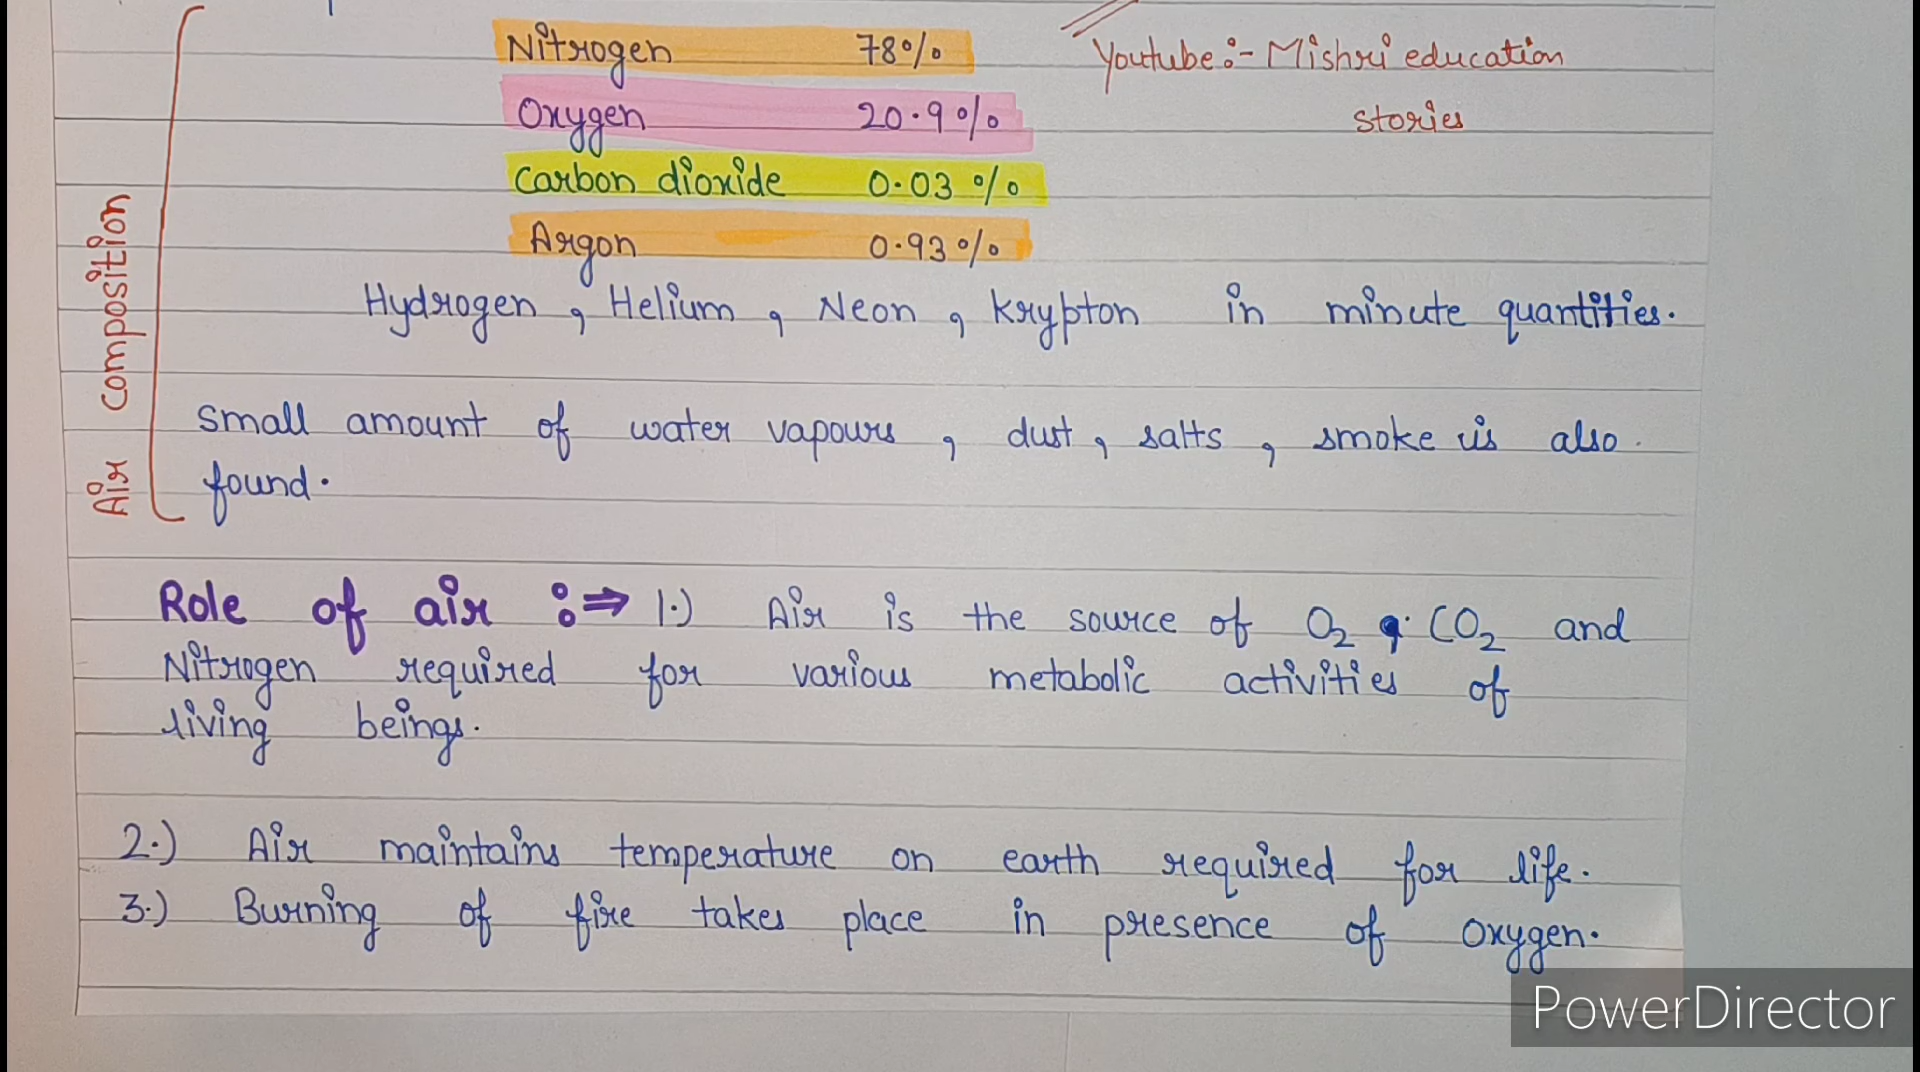 Nitrogen 78%
Youtube:- Mishri education
stories
Oxygen 20.9%
Carbon dioxide 0.03%
Argon 0.93%
Hydrogen, Helium, Neon, Krypton in minute quantities.
Air composition
small amount of water vapours, dust, salts, smoke is also.
found.
Role of air :⇒ 1.) Air is the source of O₂, CO₂ and
Nitrogen required for various metabolic activities of
living beings.
2.) Air maintains temperature on earth required for life.
3.) Burning of fire takes place in presence of oxygen.
PowerDirector